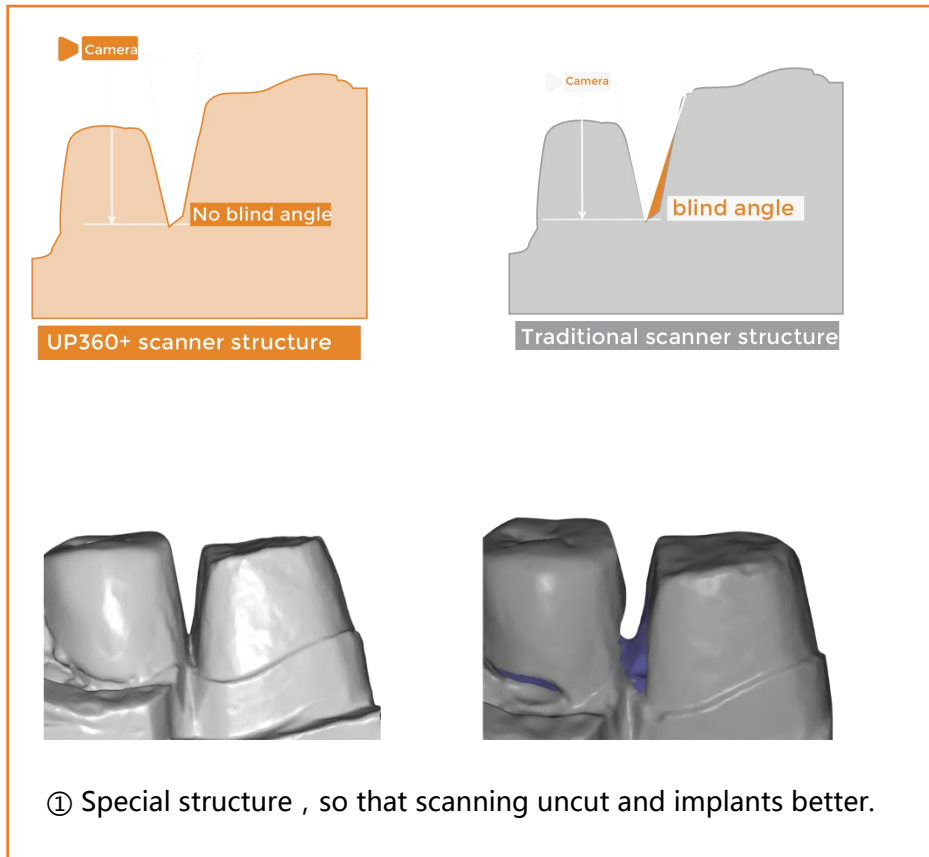 Camera
Camera
No blind angle
blind angle
UP360+ scanner structure
Traditional scanner structure
① Special structure , so that scanning uncut and implants better.